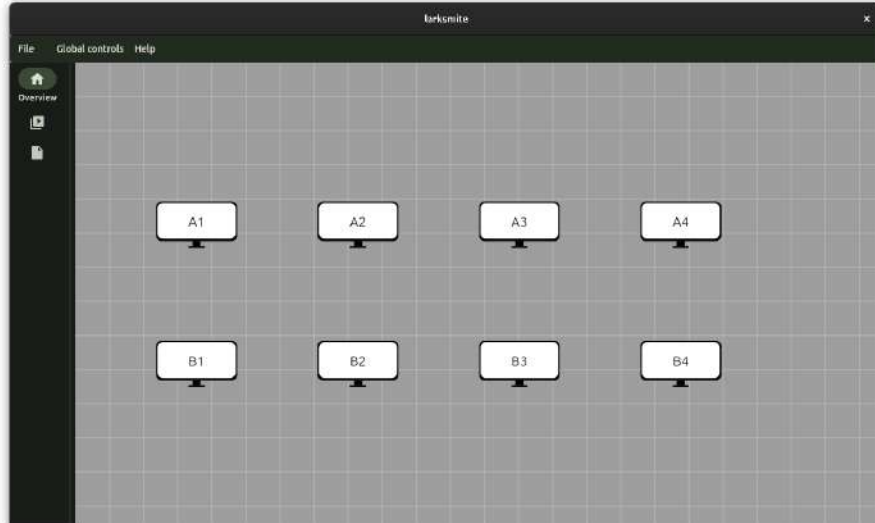 larksmite
File Global controls Help
Overview
A1 A2 A3 A4
B1 B2 B3 B4